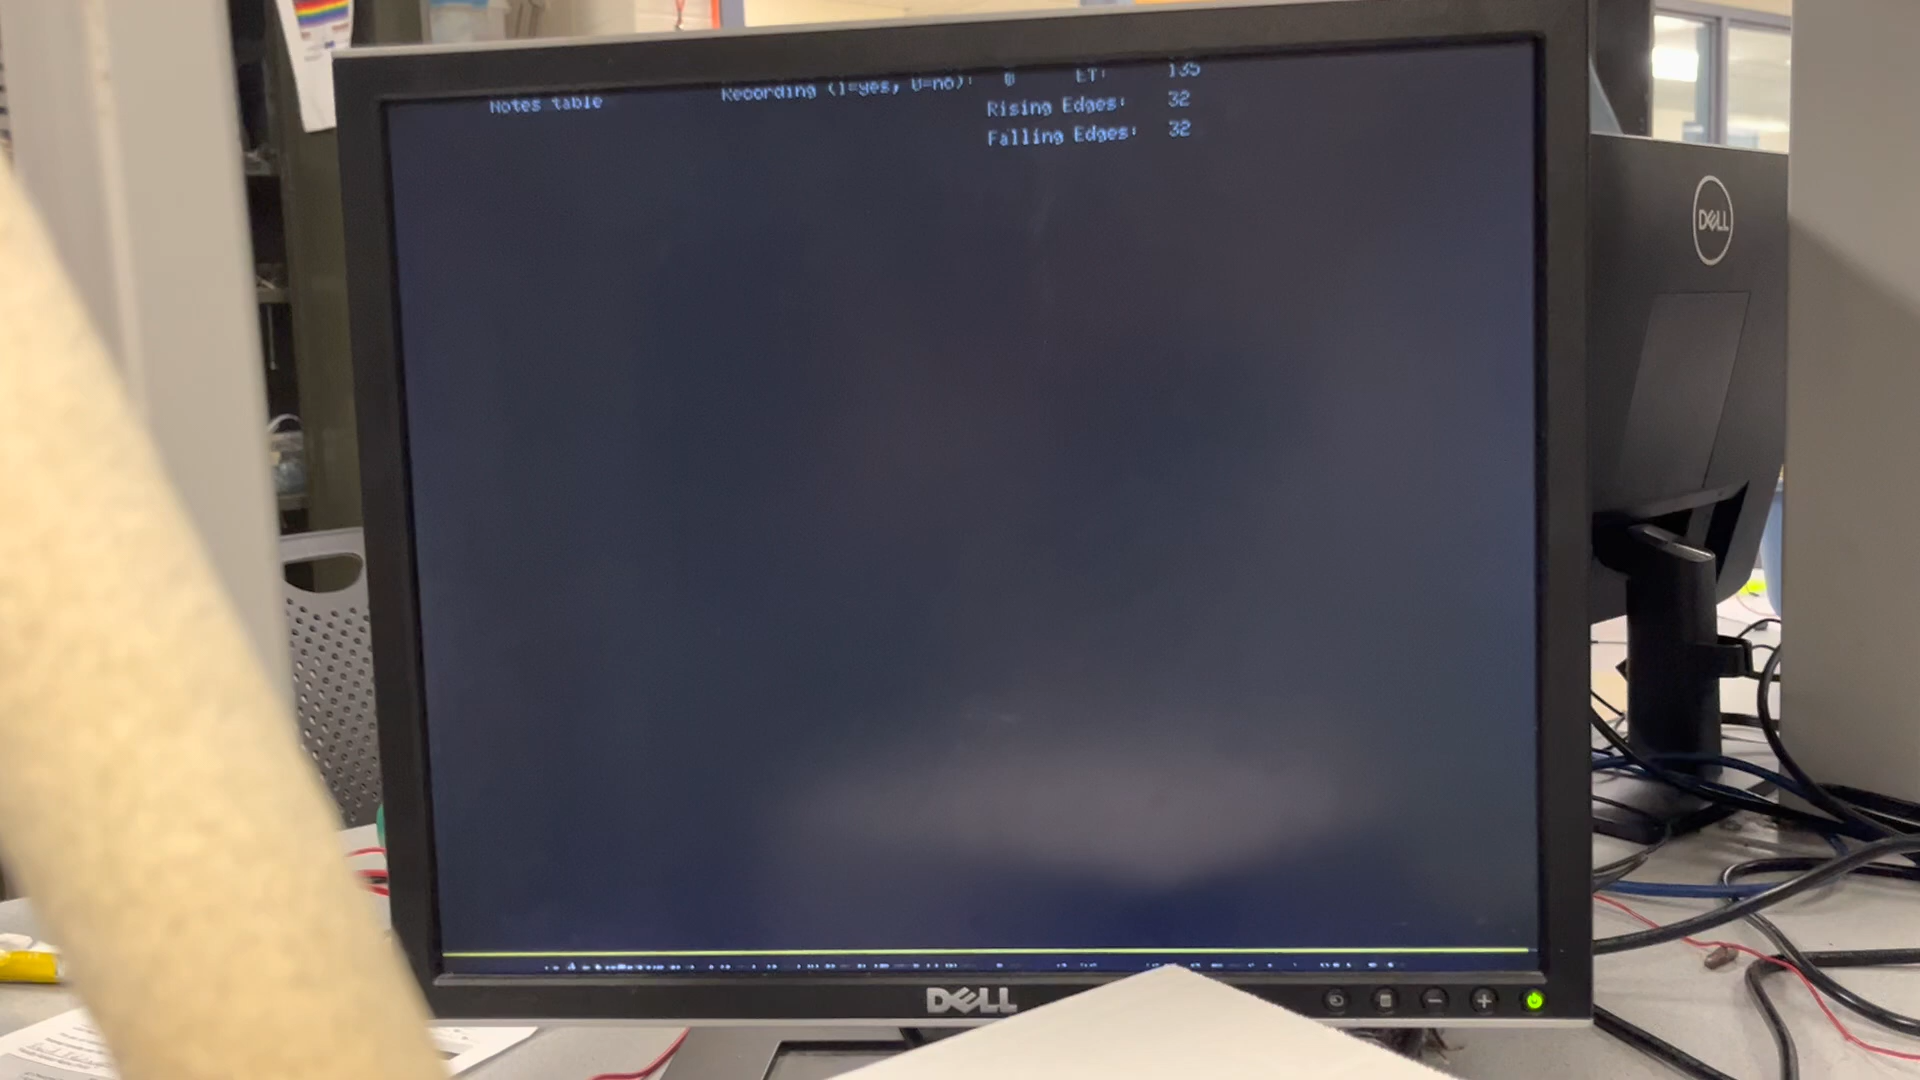 Notes table Recording (1=yes, 0=no): 0 ET: 135
Rising Edges: 32
Falling Edges: 32
DELL
DELL